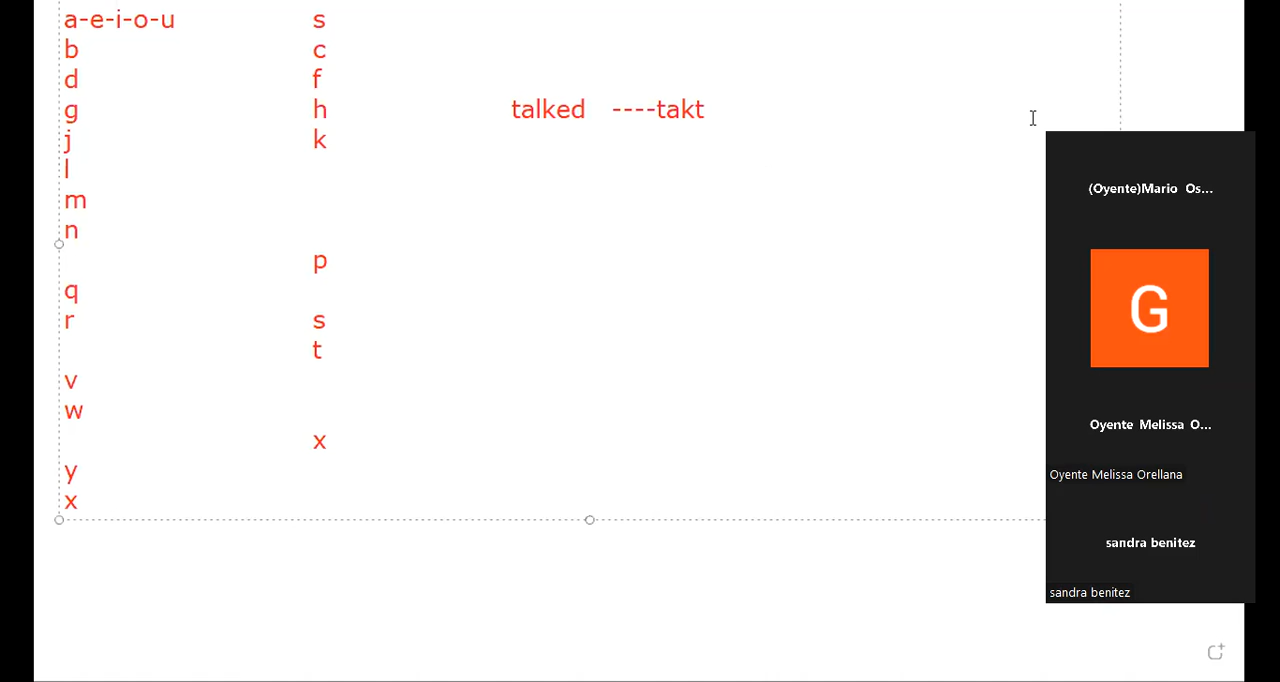 a-e-i-o-u s
b c
d f
g h talked ----takt
j k
l
m
n
p
q
r s
t
v
w
x
y
x
(Oyente)Mario Os...
G
Oyente Melissa O...
Oyente Melissa Orellana
sandra benitez
sandra benitez